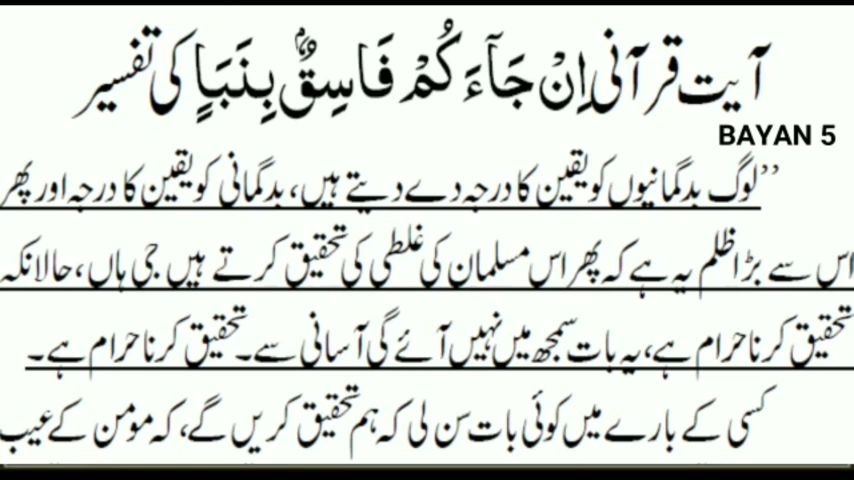 آیت قرآنی اِنْ جَآءَكُمْ فَاسِقٌۢ بِنَبَاٍ کی تفسیر
BAYAN 5
’’لوگ بدگمانیوں کو یقین کا درجہ دے دیتے ہیں، بدگمانی کو یقین کا درجہ اور پھر
اس سے بڑا ظلم یہ ہے کہ پھر اس مسلمان کی غلطی کی تحقیق کرتے ہیں جی ہاں، حالانکہ
تحقیق کرنا حرام ہے، یہ بات سمجھ میں نہیں آئے گی آسانی سے۔ تحقیق کرنا حرام ہے۔
کسی کے بارے میں کوئی بات سن لی کہ ہم تحقیق کریں گے، کہ مومن کے عیب